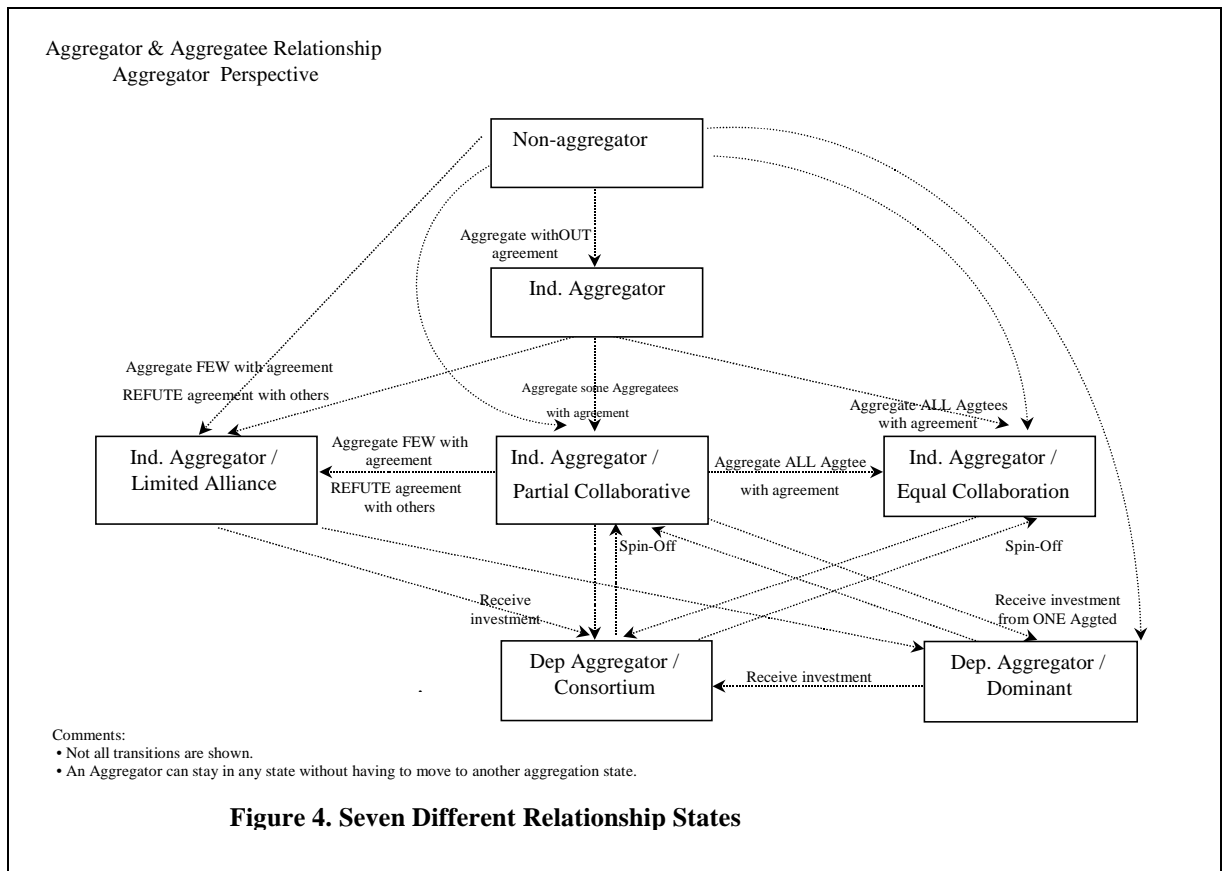 Aggregator & Aggregatee Relationship
Aggregator Perspective
Non-aggregator
Aggregate withOUT
agreement
Ind. Aggregator
Aggregate FEW with agreement
REFUTE agreement with others
Aggregate some Aggregatees
with agreement
Aggregate ALL Aggtees
with agreement
Ind. Aggregator /
Limited Alliance
Aggregate FEW with
agreement
REFUTE agreement
with others
Ind. Aggregator /
Partial Collaborative
Aggregate ALL Aggtee
with agreement
Ind. Aggregator /
Equal Collaboration
Spin-Off
Spin-Off
Receive
investment
Receive investment
from ONE Aggted
Dep Aggregator /
Consortium
Receive investment
Dep. Aggregator /
Dominant
Comments:
• Not all transitions are shown.
• An Aggregator can stay in any state without having to move to another aggregation state.
Figure 4. Seven Different Relationship States